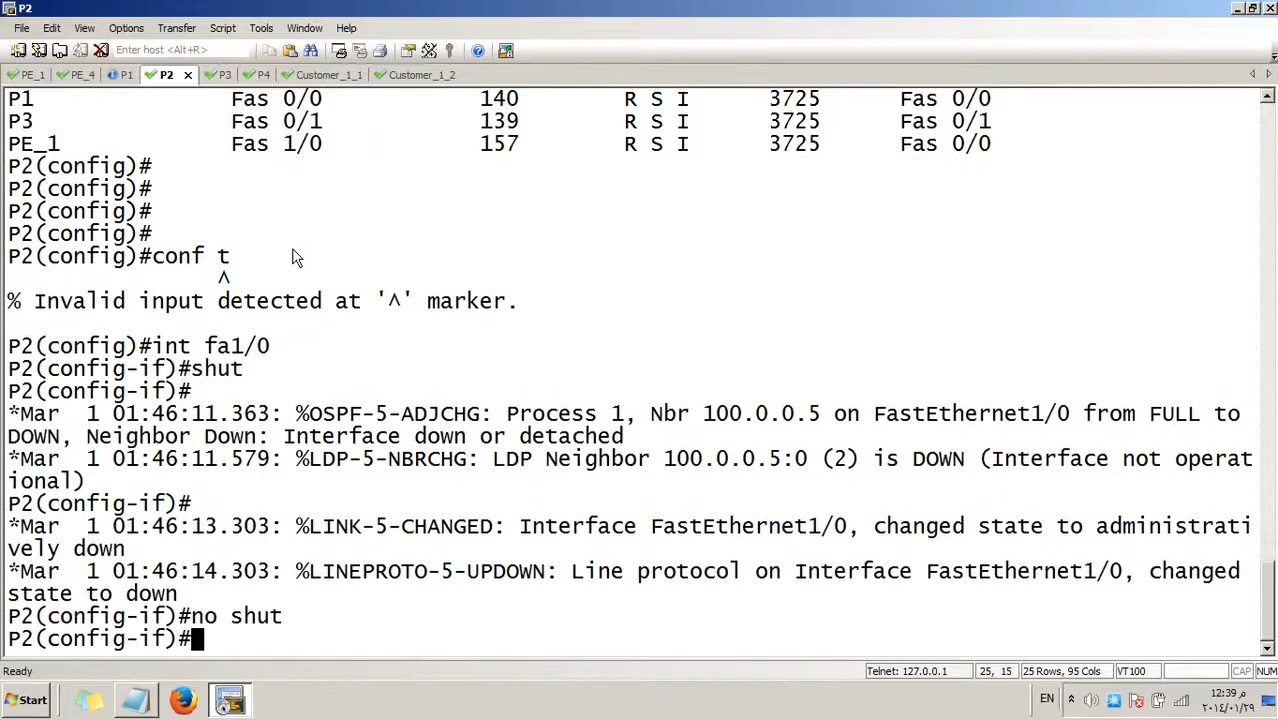 P2
File Edit View Options Transfer Script Tools Window Help
Enter host <Alt+R>
PE_1 PE_4 P1 P2 × P3 P4 Customer_1_1 Customer_1_2
P1 Fas 0/0 140 R S I 3725 Fas 0/0
P3 Fas 0/1 139 R S I 3725 Fas 0/1
PE_1 Fas 1/0 157 R S I 3725 Fas 0/0
P2(config)#
P2(config)#
P2(config)#
P2(config)#
P2(config)#conf t
^
% Invalid input detected at '^' marker.
P2(config)#int fa1/0
P2(config-if)#shut
P2(config-if)#
*Mar 1 01:46:11.363: %OSPF-5-ADJCHG: Process 1, Nbr 100.0.0.5 on FastEthernet1/0 from FULL to
DOWN, Neighbor Down: Interface down or detached
*Mar 1 01:46:11.579: %LDP-5-NBRCHG: LDP Neighbor 100.0.0.5:0 (2) is DOWN (Interface not operat
ional)
P2(config-if)#
*Mar 1 01:46:13.303: %LINK-5-CHANGED: Interface FastEthernet1/0, changed state to administrati
vely down
*Mar 1 01:46:14.303: %LINEPROTO-5-UPDOWN: Line protocol on Interface FastEthernet1/0, changed
state to down
P2(config-if)#no shut
P2(config-if)#
Ready Telnet: 127.0.0.1 25, 15 25 Rows, 95 Cols VT100 CAP NUM
Start EN م 12:39
٢٠١٤/٠١/٢٩